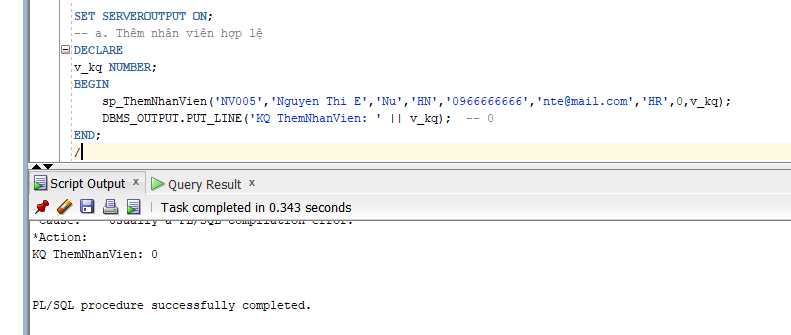 SET SERVEROUTPUT ON;
-- a. Thêm nhân viên hợp lệ
DECLARE
v_kq NUMBER;
BEGIN
sp_ThemNhanVien('NV005','Nguyen Thi E','Nu','HN','0966666666','nte@mail.com','HR',0,v_kq);
DBMS_OUTPUT.PUT_LINE('KQ ThemNhanVien: ' || v_kq);  -- 0
END;
/
Script Output x Query Result x
Task completed in 0.343 seconds
*Cause:    Usually a PL/SQL compilation error.
*Action:
KQ ThemNhanVien: 0
PL/SQL procedure successfully completed.